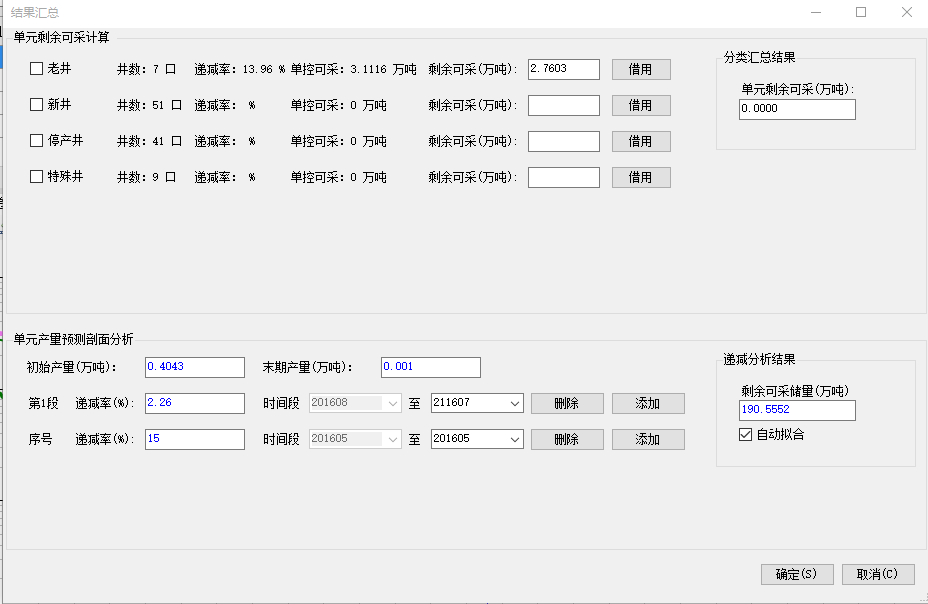 结果汇总
单元剩余可采计算
老井 井数: 7 口 递减率: 13.96 % 单控可采: 3.1116 万吨 剩余可采(万吨): 2.7603 借用
新井 井数: 51 口 递减率: % 单控可采: 0 万吨 剩余可采(万吨): 借用
停产井 井数: 41 口 递减率: % 单控可采: 0 万吨 剩余可采(万吨): 借用
特殊井 井数: 9 口 递减率: % 单控可采: 0 万吨 剩余可采(万吨): 借用
分类汇总结果
单元剩余可采(万吨):
0.0000
单元产量预测剖面分析
初始产量(万吨): 0.4043 末期产量(万吨): 0.001
第1段 递减率(%): 2.26 时间段 201608 至 211607 删除 添加
序号 递减率(%): 15 时间段 201605 至 201605 删除 添加
递减分析结果
剩余可采储量(万吨)
190.5552
自动拟合
确定(S) 取消(C)